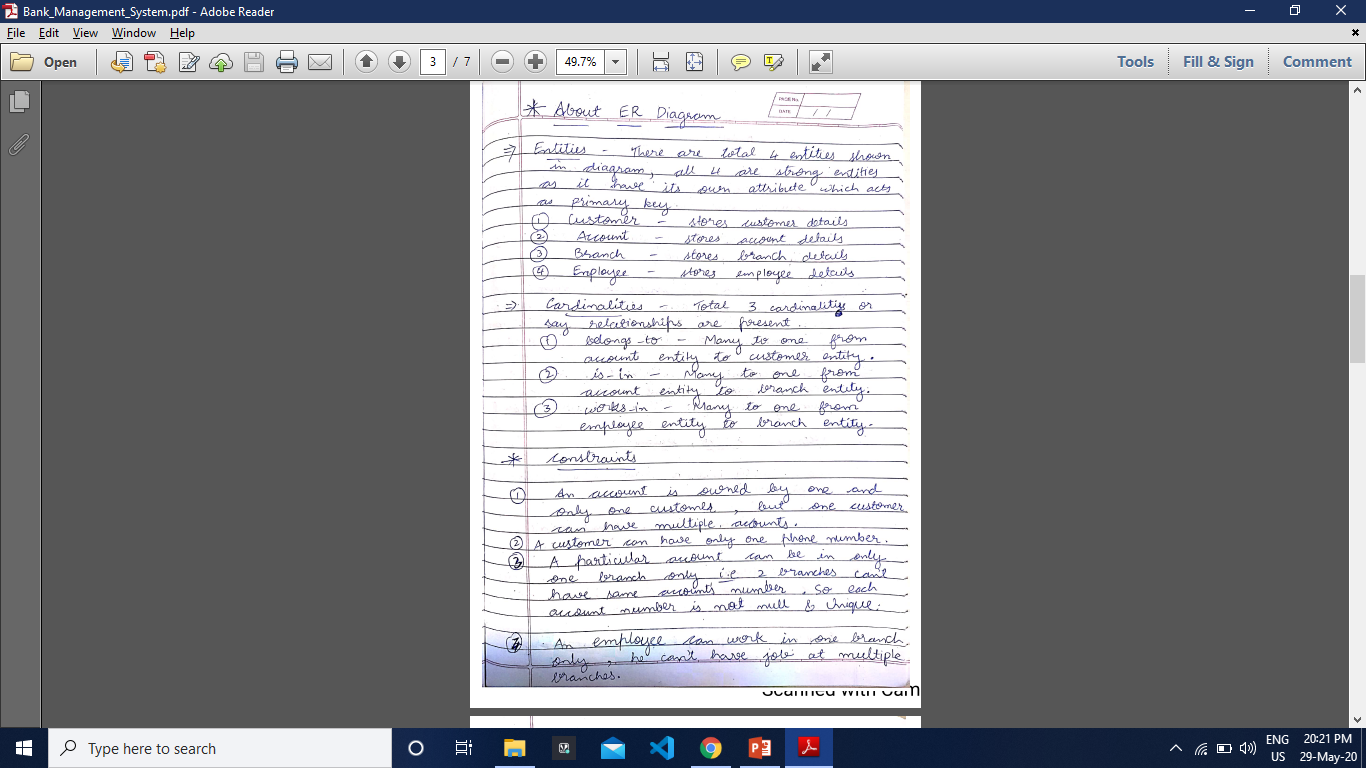 Bank_Management_System.pdf - Adobe Reader
File Edit View Window Help
Open 3 / 7 49.7% Tools Fill & Sign Comment
* About ER Diagram
PAGE No.
DATE / /
⇒ Entities - There are total 4 entities shown
in diagram, all 4 are strong entities
as it have its own attribute which acts
as primary key.
① Customer - stores customer details
② Account - stores account details
③ Branch - stores branch details
④ Employee - stores employee details
⇒ Cardinalities - Total 3 cardinalities or
say relationships are present.
① belongs-to - Many to one from
account entity to customer entity.
② is-in - Many to one from
account entity to branch entity.
③ works-in - Many to one from
employee entity to branch entity.
* Constraints
① An account is owned by one and
only one customer, but one customer
can have multiple accounts.
② A customer can have only one phone number.
③ A particular account can be in only
one branch only i.e 2 branches can't
have same accounts number. So each
account number is not null & unique.
④ An employee can work in one branch
only, he can't have job at multiple
branches.
Scanned with Cam
Type here to search
ENG 20:21 PM
US 29-May-20